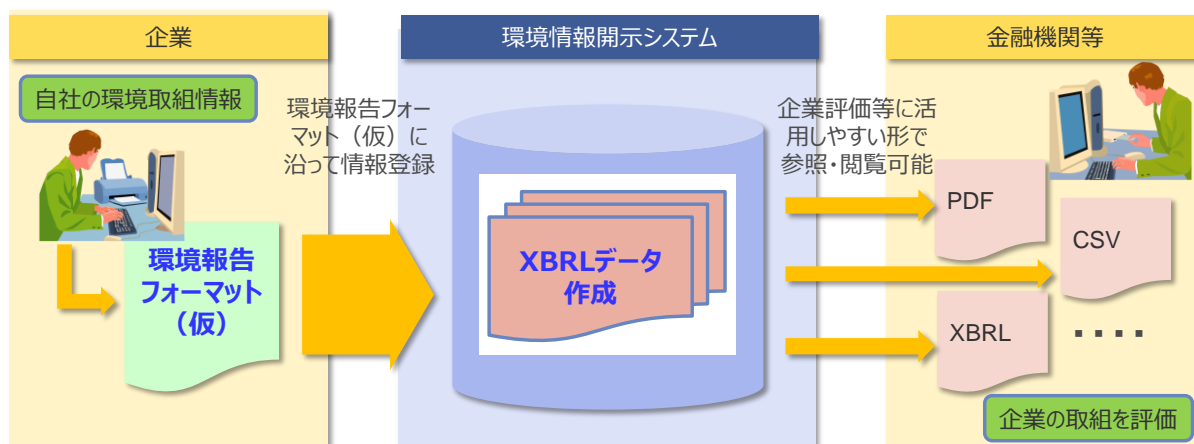 企業
自社の環境取組情報
環境報告
フォーマット
（仮）
環境報告フォー
マット（仮）に
沿って情報登録
環境情報開示システム
XBRLデータ
作成
企業評価等に活
用しやすい形で
参照・閲覧可能
金融機関等
PDF
CSV
XBRL
・・・・
企業の取組を評価